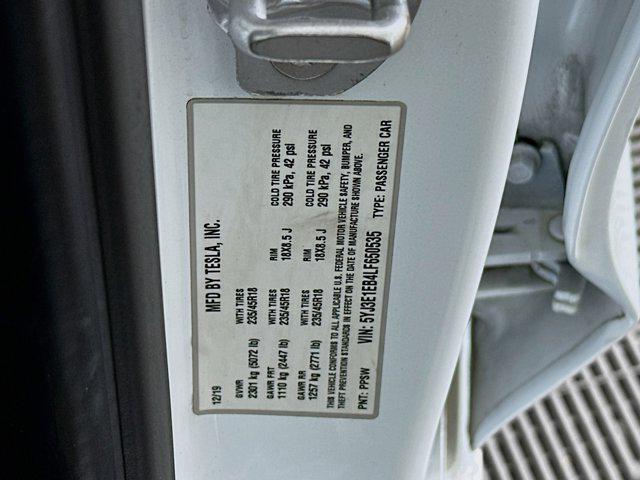 MFD BY TESLA, INC.
12/19
GVWR WITH TIRES RIM COLD TIRE PRESSURE
2301 kg (5072 lb) 235/45R18 18X8.5 J 290 kPa, 42 psi
GAWR FRT WITH TIRES RIM COLD TIRE PRESSURE
1110 kg (2447 lb) 235/45R18 18X8.5 J 290 kPa, 42 psi
GAWR RR WITH TIRES
1257 kg (2771 lb) 235/45R18
THIS VEHICLE CONFORMS TO ALL APPLICABLE U.S. FEDERAL MOTOR VEHICLE SAFETY, BUMPER, AND
THEFT PREVENTION STANDARDS IN EFFECT ON THE DATE OF MANUFACTURE SHOWN ABOVE.
PNT: PPSW VIN: 5YJ3E1EB4LF650535 TYPE: PASSENGER CAR